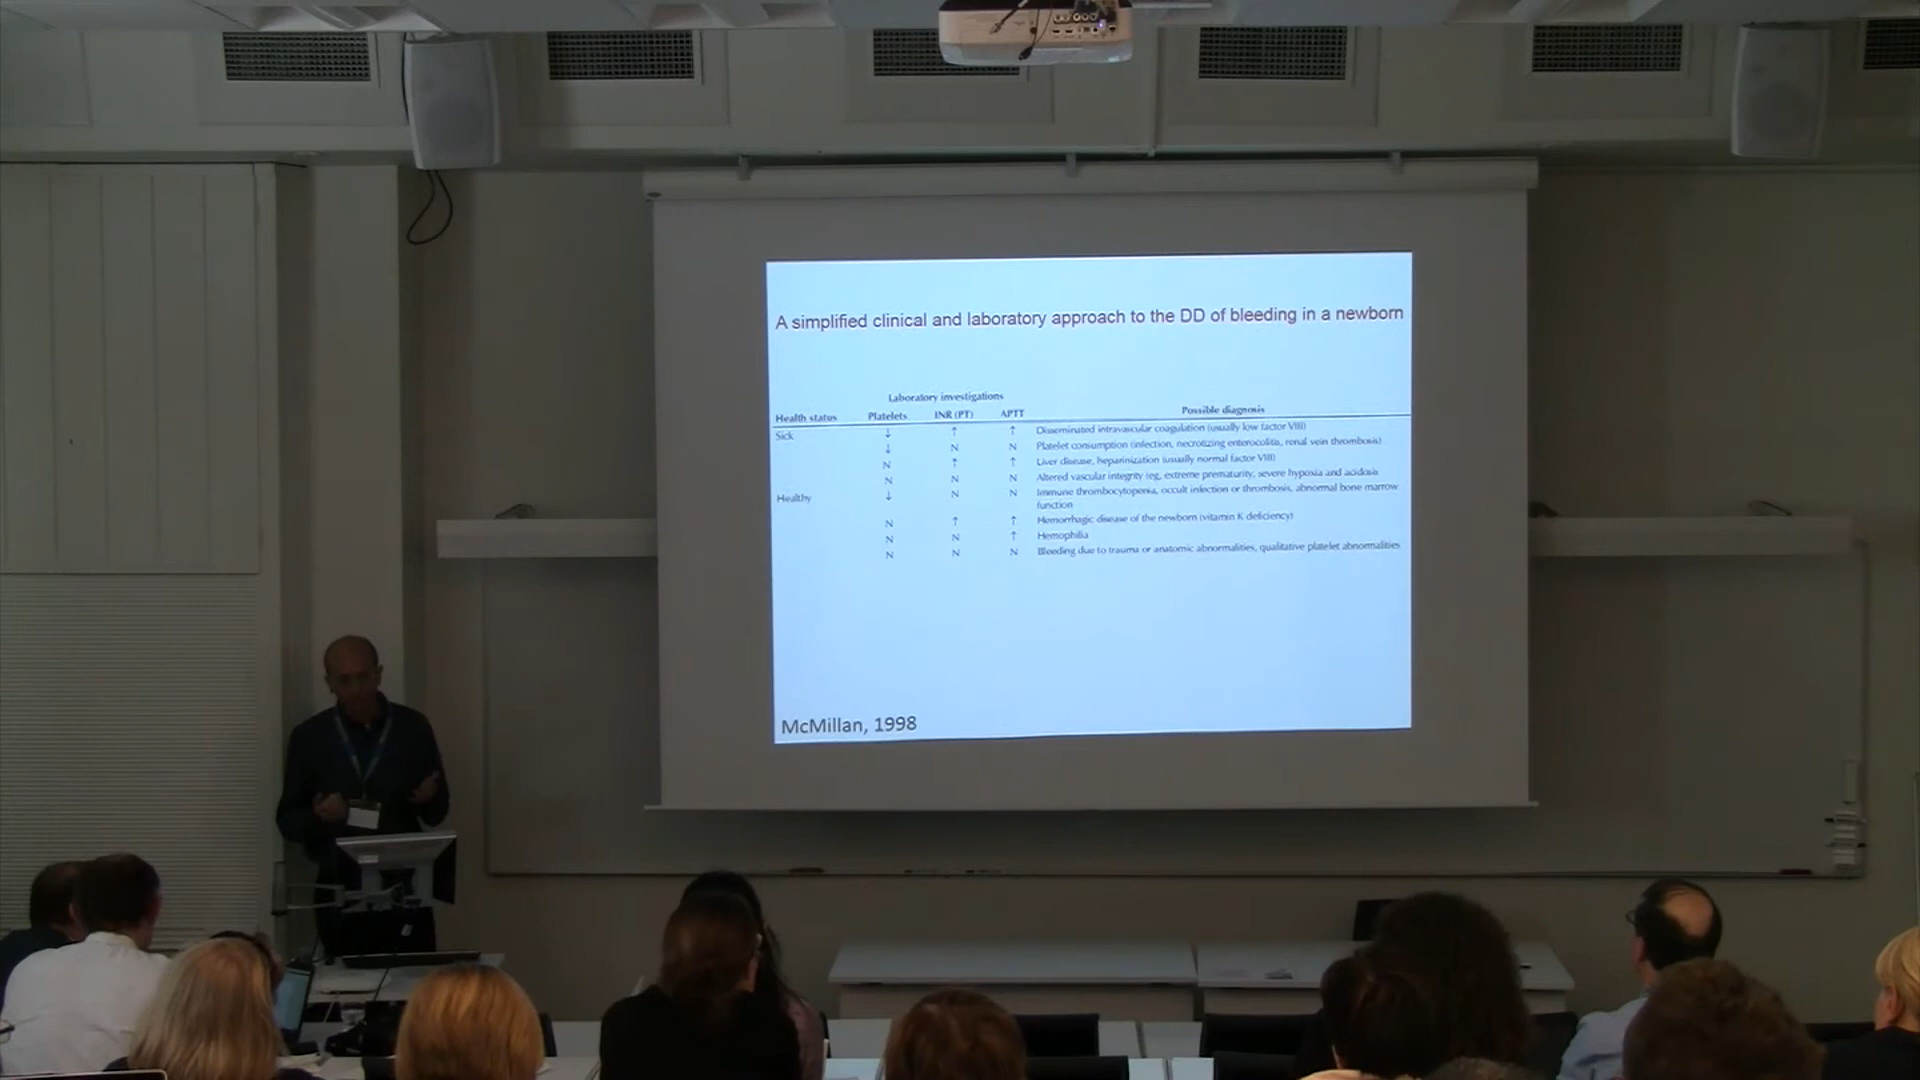 A simplified clinical and laboratory approach to the DD of bleeding in a newborn
Laboratory investigations
Health status Platelets INR (PT) APTT Possible diagnosis
Sick ↓ ↑ ↑ Disseminated intravascular coagulation (usually low factor VIII)
↓ N N Platelet consumption (infection, necrotizing enterocolitis, renal vein thrombosis)
N ↑ ↑ Liver disease, heparinization (usually normal factor VIII)
N N N Altered vascular integrity (eg, extreme prematurity, severe hypoxia and acidosis
Healthy ↓ N N Immune thrombocytopenia, occult infection or thrombosis, abnormal bone marrow
function
N ↑ ↑ Hemorrhagic disease of the newborn (vitamin K deficiency)
N N ↑ Hemophilia
N N N Bleeding due to trauma or anatomic abnormalities, qualitative platelet abnormalities
McMillan, 1998